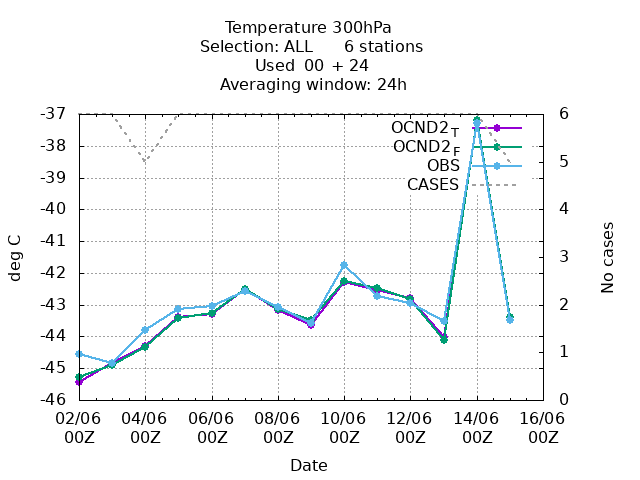 Temperature 300hPa
Selection: ALL      6 stations
Used  00 + 24
Averaging window: 24h
-37
-38
-39
-40
-41
-42
-43
-44
-45
-46
6
5
4
3
2
1
0
deg C
No cases
OCND2T
OCND2F
OBS
CASES
02/06 04/06 06/06 08/06 10/06 12/06 14/06 16/06
00Z 00Z 00Z 00Z 00Z 00Z 00Z 00Z
Date